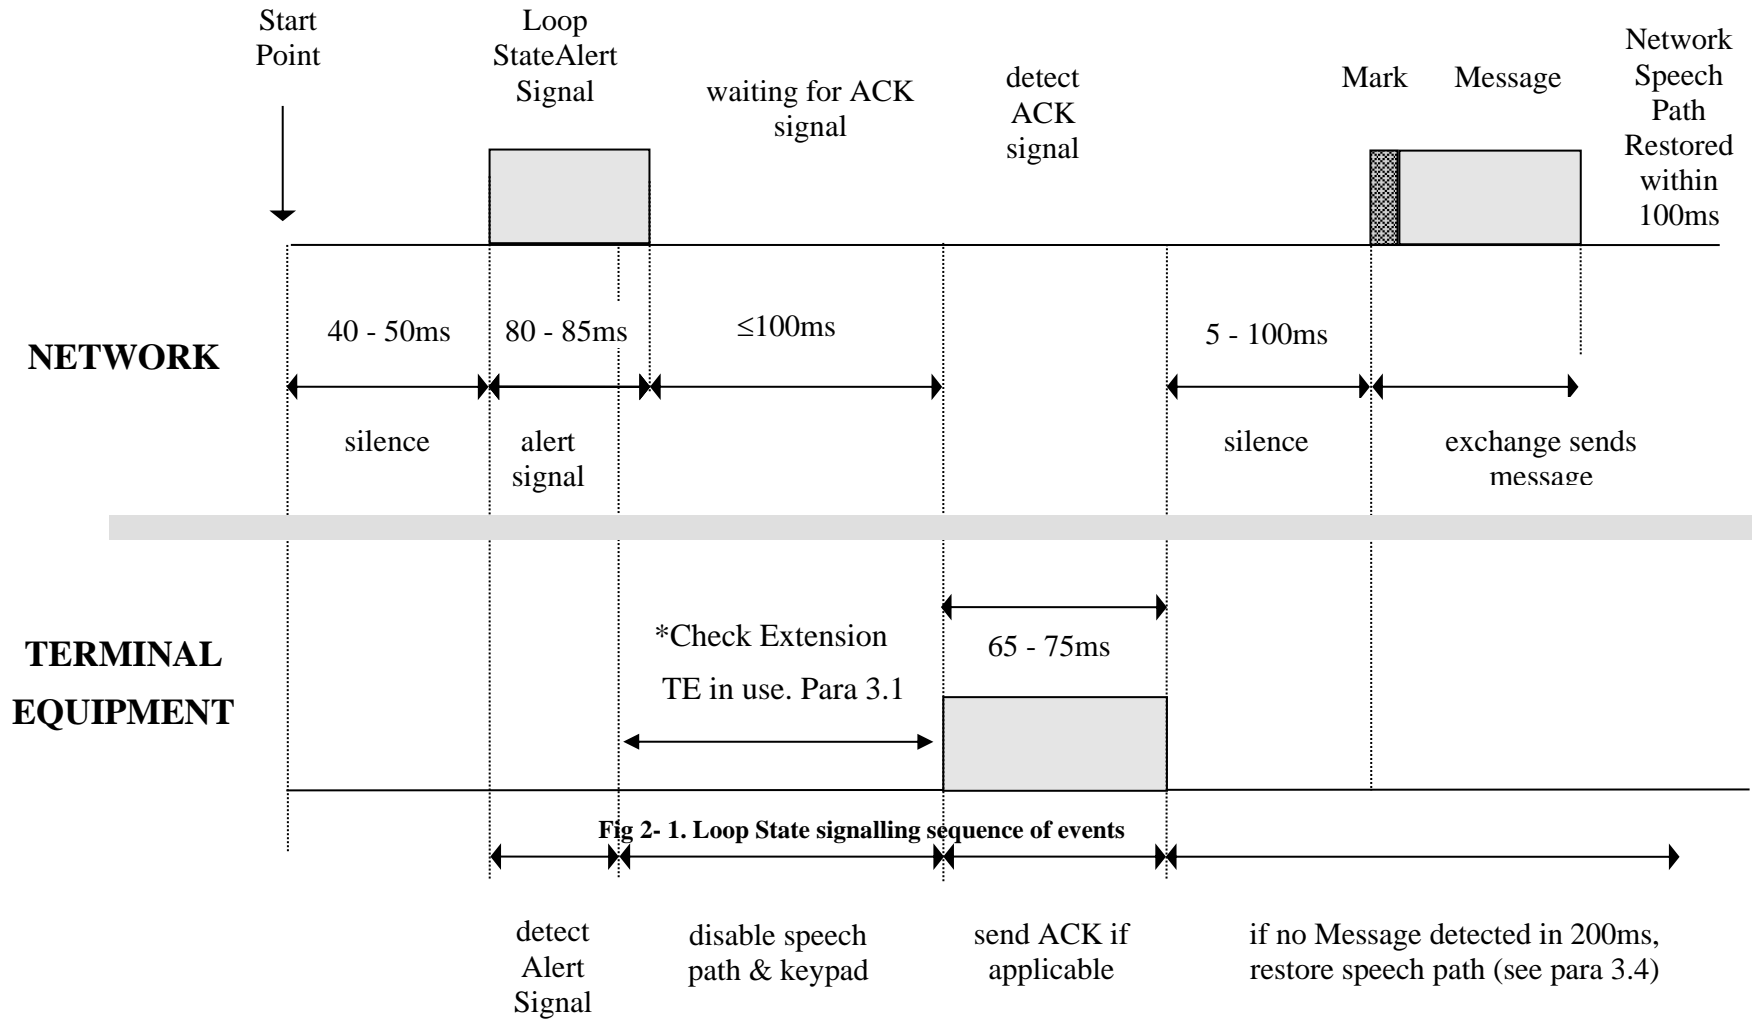 Start
Point
Loop
StateAlert
Signal
waiting for ACK
signal
detect
ACK
signal
Mark
Message
Network
Speech
Path
Restored
within
100ms
NETWORK
40 - 50ms
80 - 85ms
≤100ms
5 - 100ms
silence
alert
signal
silence
exchange sends
message
TERMINAL
EQUIPMENT
*Check Extension
TE in use. Para 3.1
65 - 75ms
Fig 2- 1. Loop State signalling sequence of events
detect
Alert
Signal
disable speech
path & keypad
send ACK if
applicable
if no Message detected in 200ms,
restore speech path (see para 3.4)